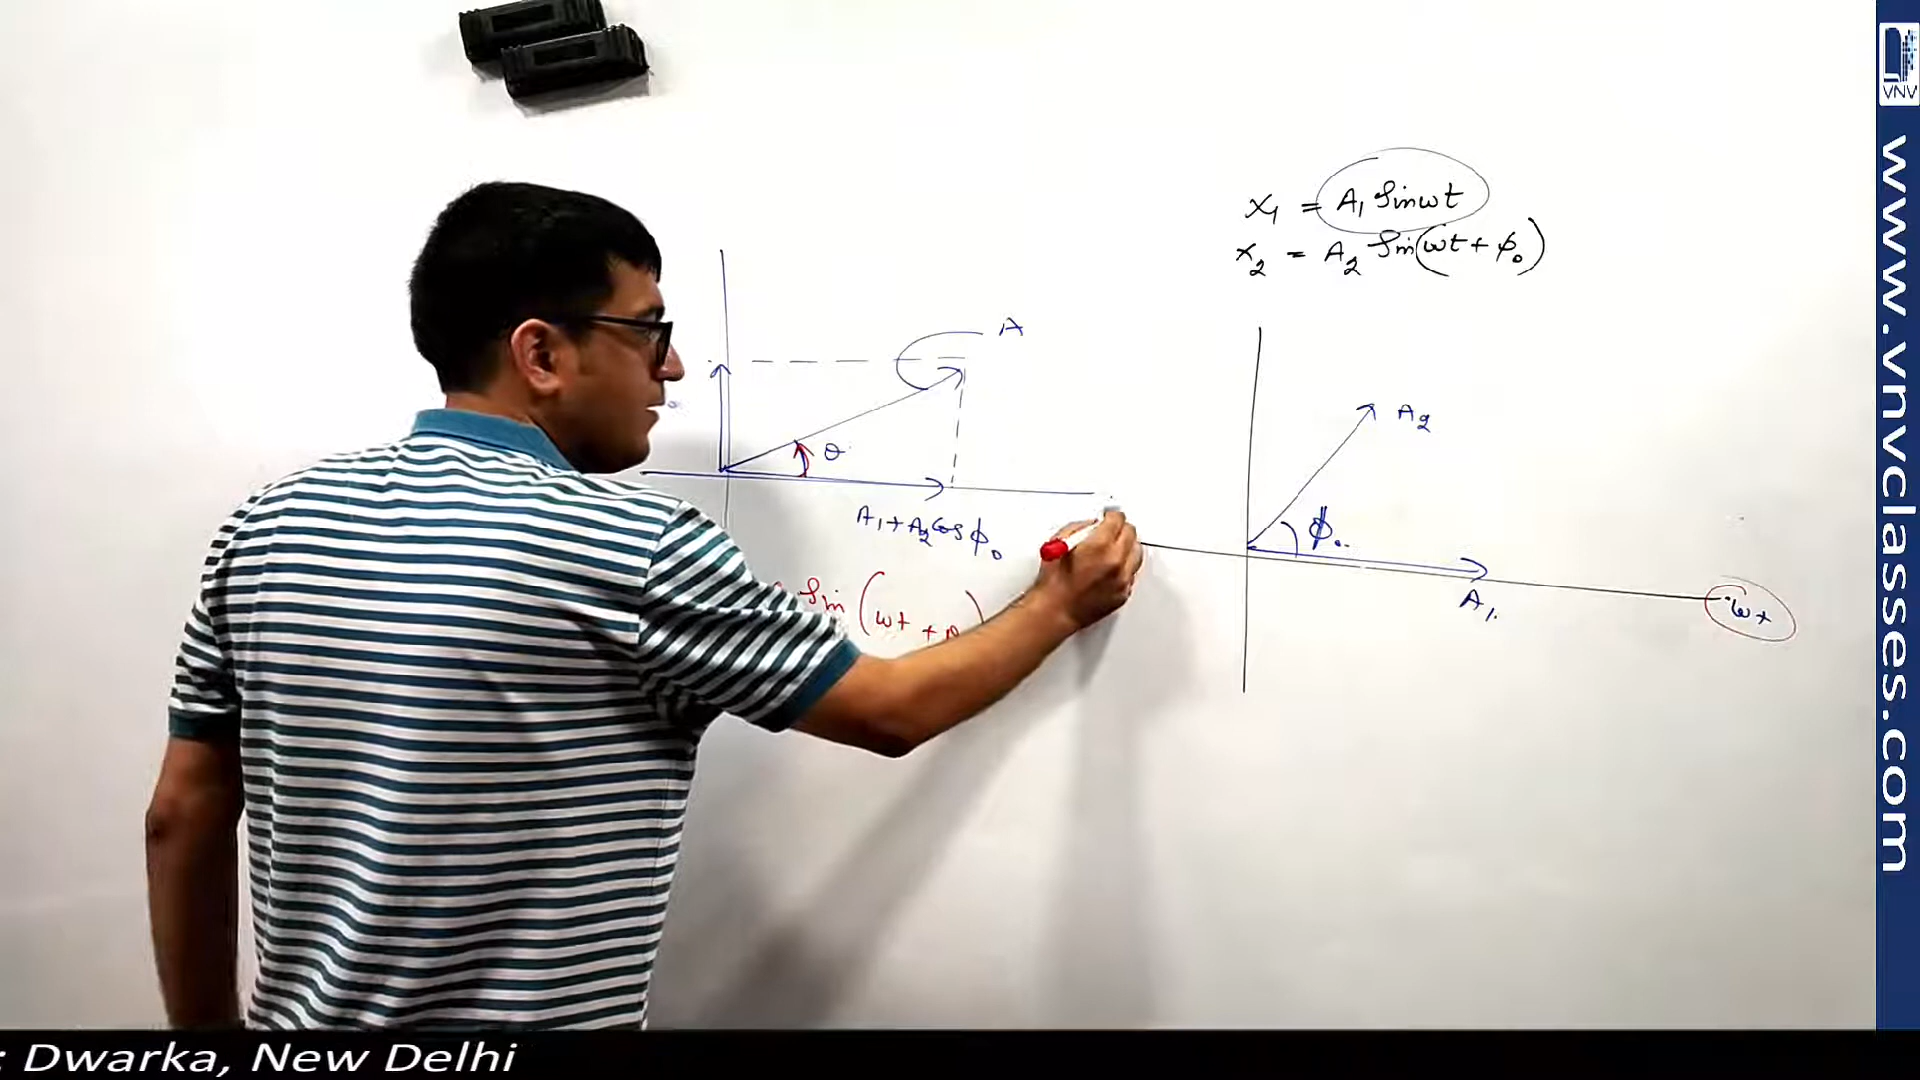 x₁ = A₁ Sinωt
x₂ = A₂ Sin(ωt + ϕ₀)
A
θ
A₁ + A₂ Cos ϕ₀
Sin (ωt + θ)
A₂
ϕ₀
A₁
ωt
VNV
www.vnvclasses.com
: Dwarka, New Delhi